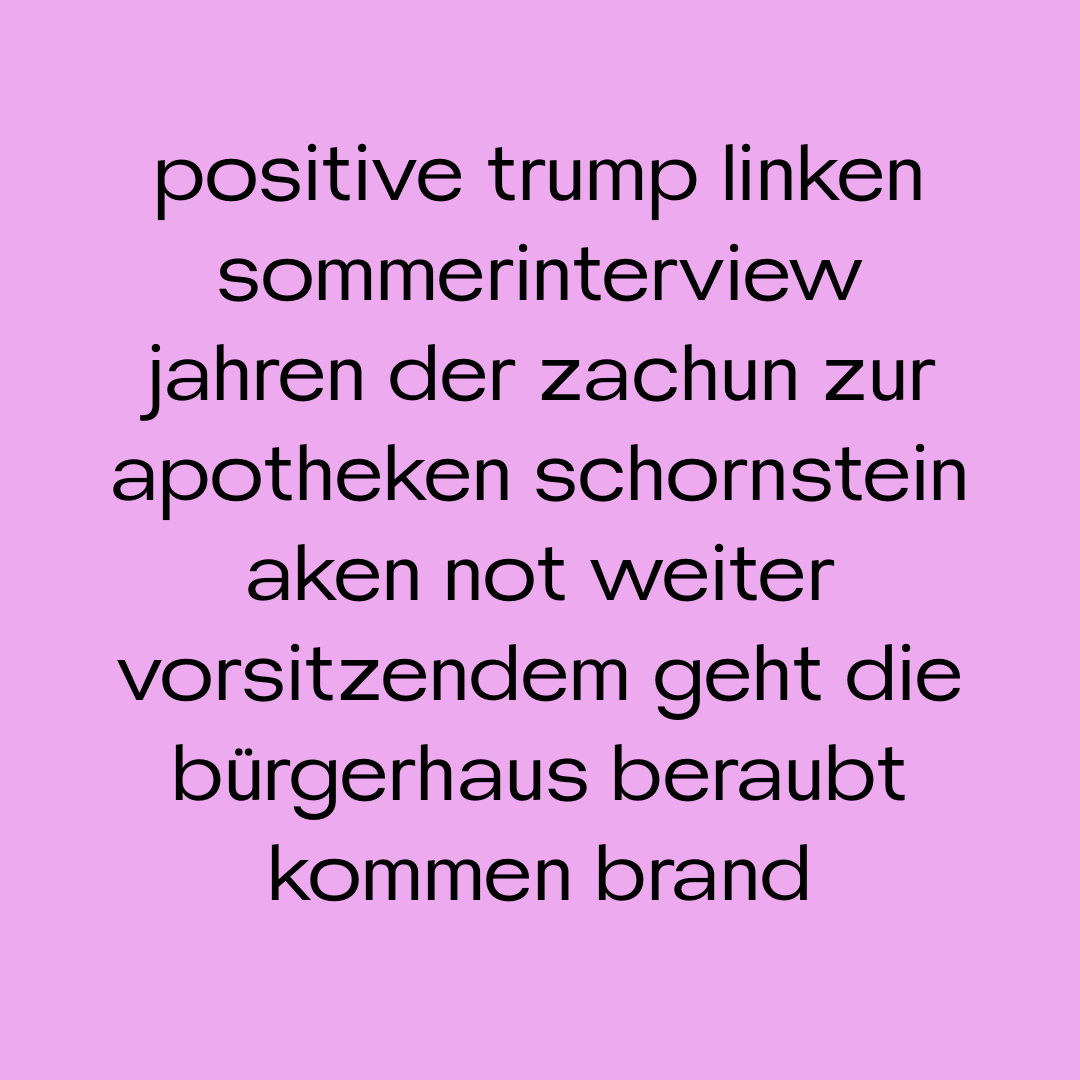 positive trump linken
sommerinterview
jahren der zachun zur
apotheken schornstein
aken not weiter
vorsitzendem geht die
bürgerhaus beraubt
kommen brand